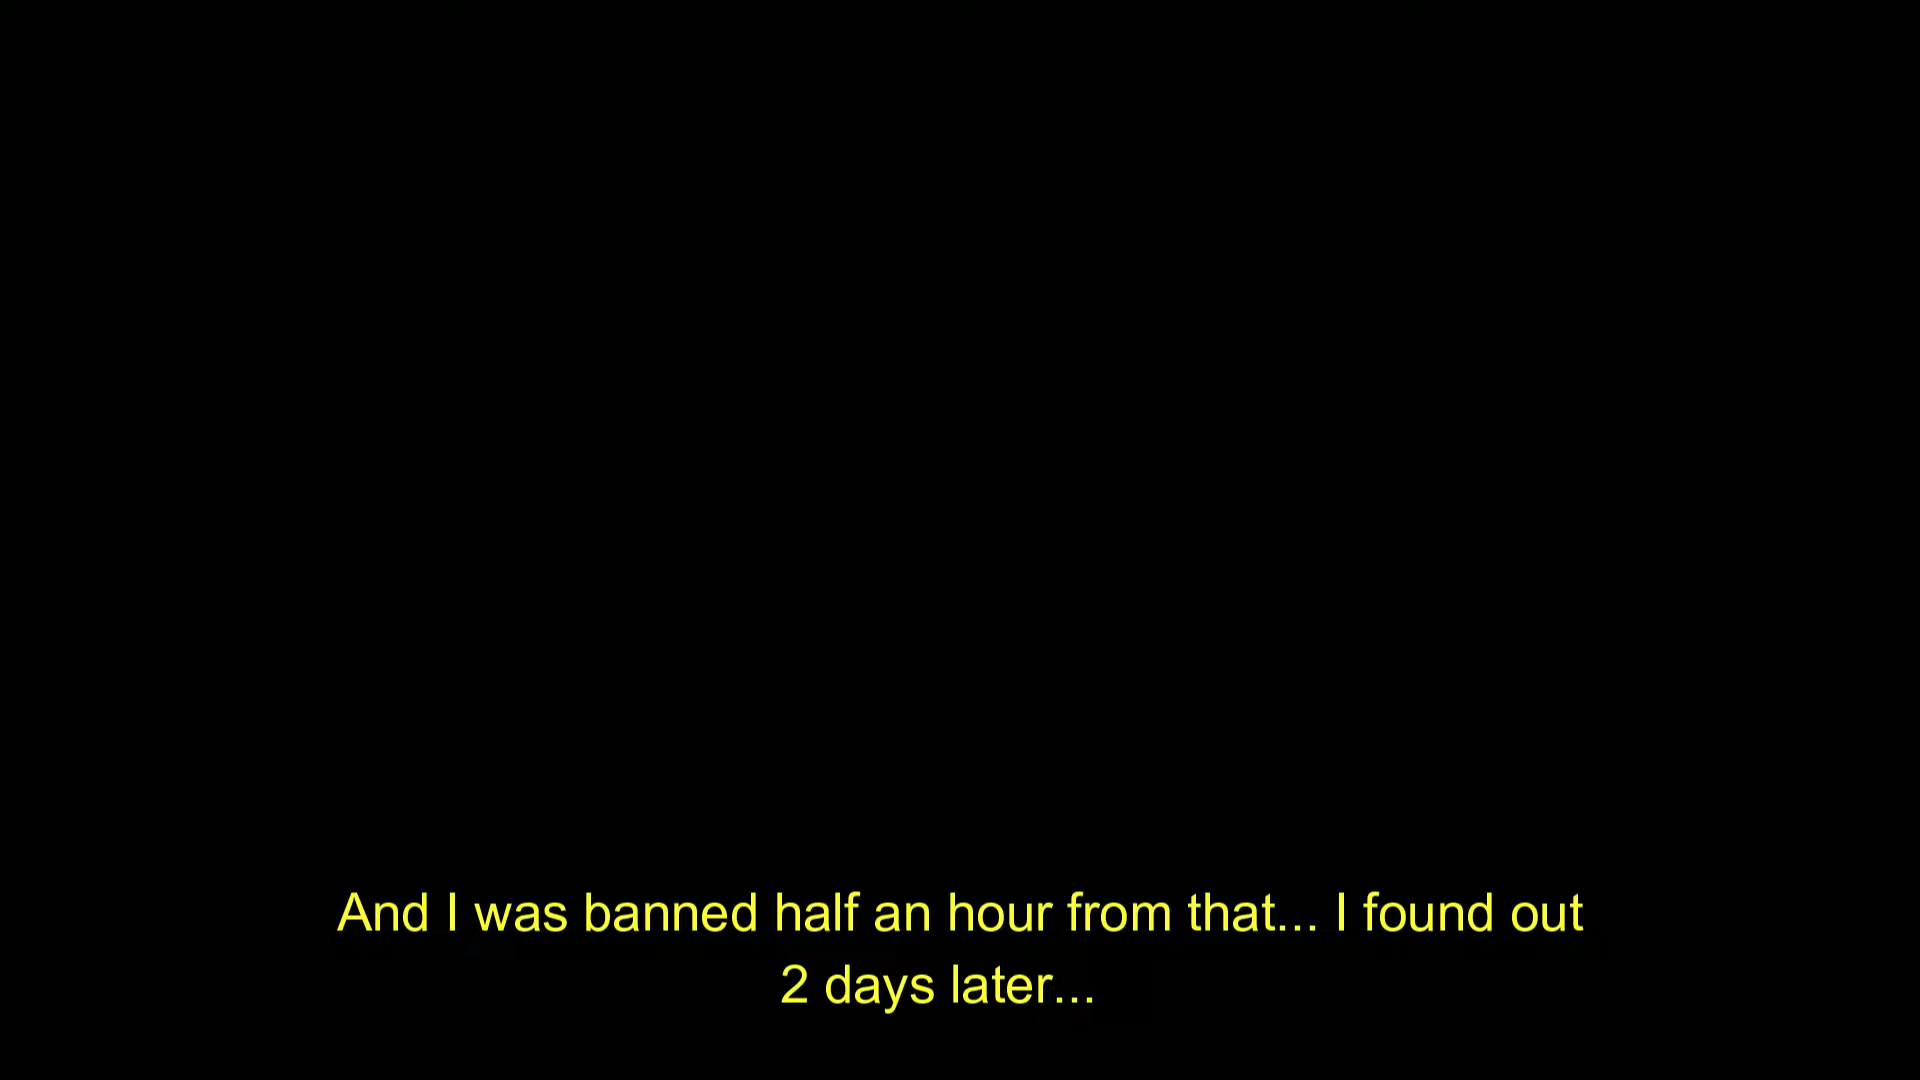 And I was banned half an hour from that... I found out
2 days later...